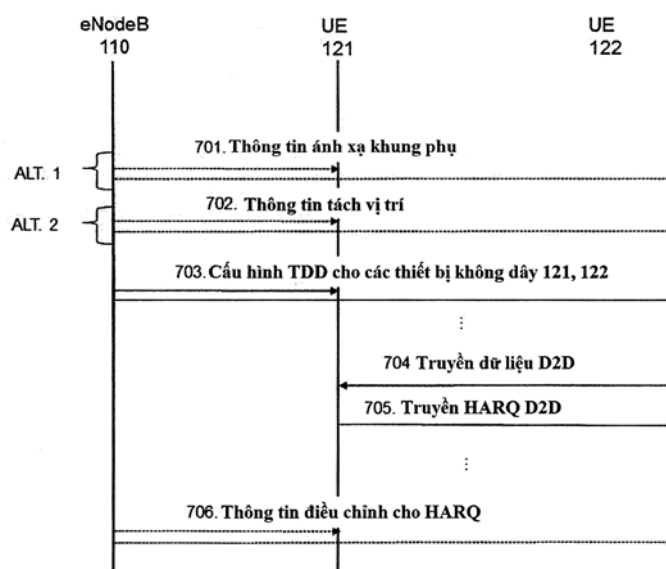 eNodeB
110
UE
121
UE
122
ALT. 1
701. Thông tin ánh xạ khung phụ
ALT. 2
702. Thông tin tách vị trí
703. Cấu hình TDD cho các thiết bị không dây 121, 122
704 Truyền dữ liệu D2D
705. Truyền HARQ D2D
706. Thông tin điều chỉnh cho HARQ